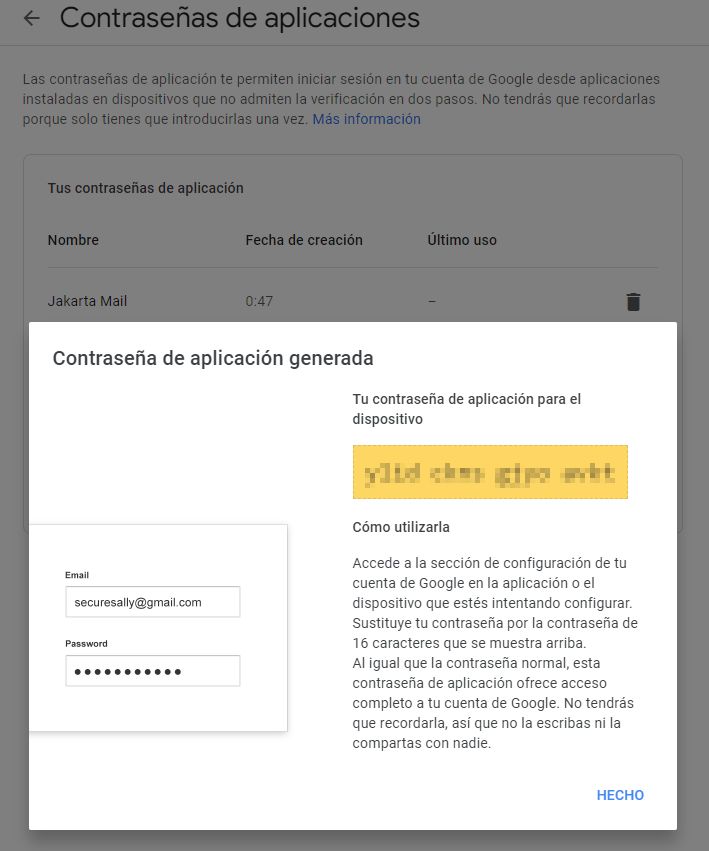 Contraseñas de aplicaciones
Las contraseñas de aplicación te permiten iniciar sesión en tu cuenta de Google desde aplicaciones
instaladas en dispositivos que no admiten la verificación en dos pasos. No tendrás que recordarlas
porque solo tienes que introducirlas una vez. Más información
Tus contraseñas de aplicación
Nombre Fecha de creación Último uso
Jakarta Mail 0:47 –
Contraseña de aplicación generada
Tu contraseña de aplicación para el
dispositivo
Email
securesally@gmail.com
Password
Cómo utilizarla
Accede a la sección de configuración de tu
cuenta de Google en la aplicación o el
dispositivo que estés intentando configurar.
Sustituye tu contraseña por la contraseña de
16 caracteres que se muestra arriba.
Al igual que la contraseña normal, esta
contraseña de aplicación ofrece acceso
completo a tu cuenta de Google. No tendrás
que recordarla, así que no la escribas ni la
compartas con nadie.
HECHO